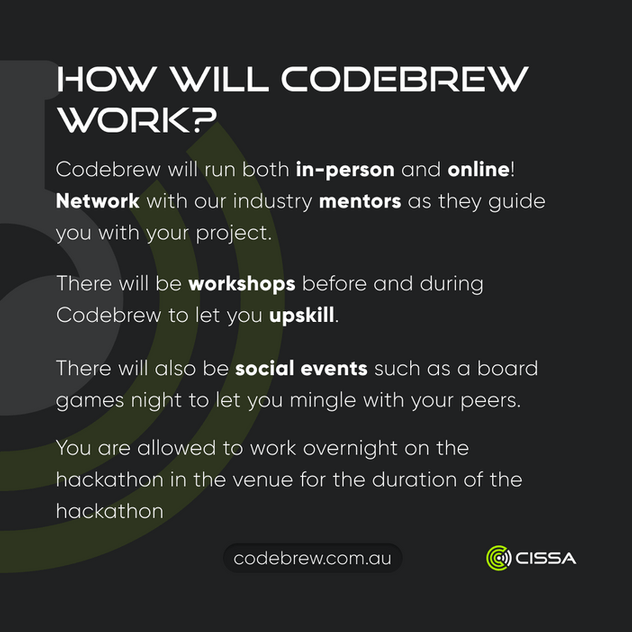 HOW WILL CODEBREW
WORK?
Codebrew will run both in-person and online!
Network with our industry mentors as they guide
you with your project.
There will be workshops before and during
Codebrew to let you upskill.
There will also be social events such as a board
games night to let you mingle with your peers.
You are allowed to work overnight on the
hackathon in the venue for the duration of the
hackathon
codebrew.com.au
CISSA